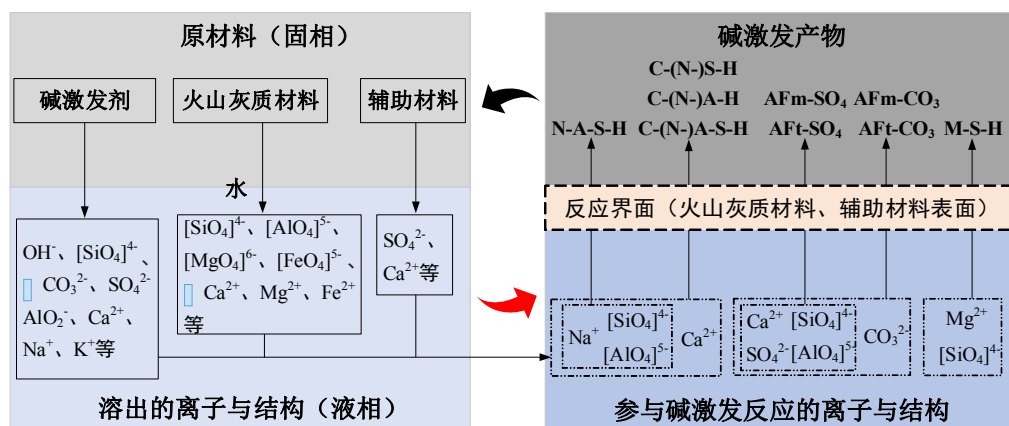 原材料（固相）
碱激发剂
火山灰质材料
辅助材料
水
OH⁻、[SiO₄]⁴⁻、
CO₃²⁻、SO₄²⁻
AlO₂⁻、Ca²⁺、
Na⁺、K⁺等
[SiO₄]⁴⁻、[AlO₄]⁵⁻、
[MgO₄]⁶⁻、[FeO₄]⁵⁻、
Ca²⁺、Mg²⁺、Fe²⁺
等
SO₄²⁻、
Ca²⁺等
溶出的离子与结构（液相）
碱激发产物
C-(N-)S-H
C-(N-)A-H AFm-SO₄ AFm-CO₃
N-A-S-H C-(N-)A-S-H AFt-SO₄ AFt-CO₃ M-S-H
反应界面（火山灰质材料、辅助材料表面）
Na⁺ [SiO₄]⁴⁻
[AlO₄]⁵⁻
Ca²⁺
Ca²⁺ [SiO₄]⁴⁻
SO₄²⁻ [AlO₄]⁵⁻
CO₃²⁻
Mg²⁺
[SiO₄]⁴⁻
参与碱激发反应的离子与结构